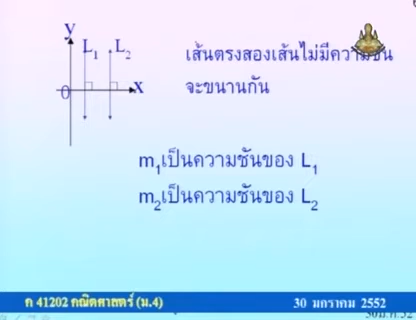 y
L1 L2
เส้นตรงสองเส้นไม่มีความชัน
จะขนานกัน
0 x
m1เป็นความชันของ L1
m2เป็นความชันของ L2
ค 41202 คณิตศาสตร์ (ม.4) 30 มกราคม 2552